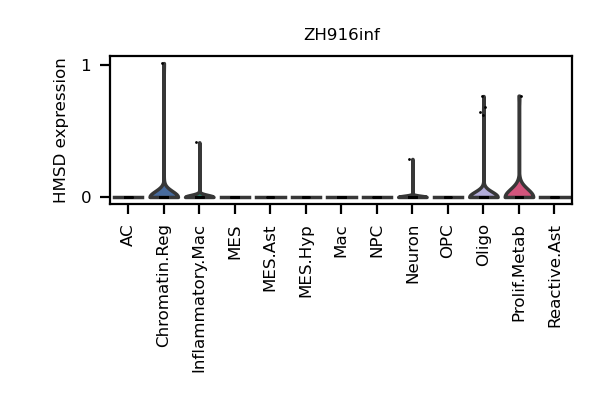 ZH916inf
HMSD expression
1
0
AC
Chromatin.Reg
Inflammatory.Mac
MES
MES.Ast
MES.Hyp
Mac
NPC
Neuron
OPC
Oligo
Prolif.Metab
Reactive.Ast